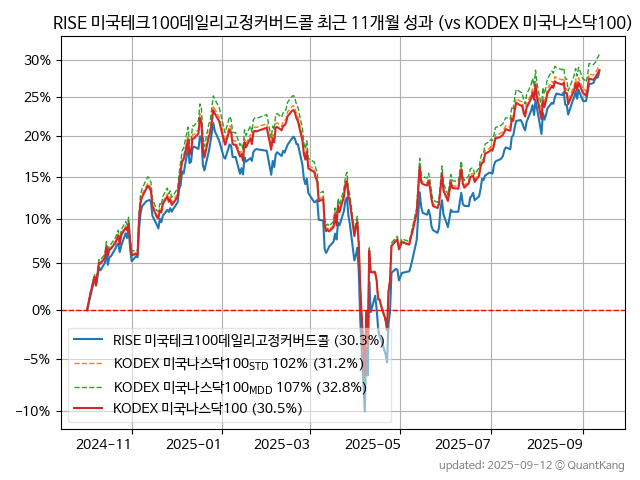 RISE 미국테크100데일리고정커버드콜 최근 11개월 성과 (vs KODEX 미국나스닥100)
30%
25%
20%
15%
10%
5%
0%
−5%
−10%
RISE 미국테크100데일리고정커버드콜 (30.3%)
KODEX 미국나스닥100STD 102% (31.2%)
KODEX 미국나스닥100MDD 107% (32.8%)
KODEX 미국나스닥100 (30.5%)
2024−11 2025−01 2025−03 2025−05 2025−07 2025−09
updated: 2025-09-12 © QuantKang